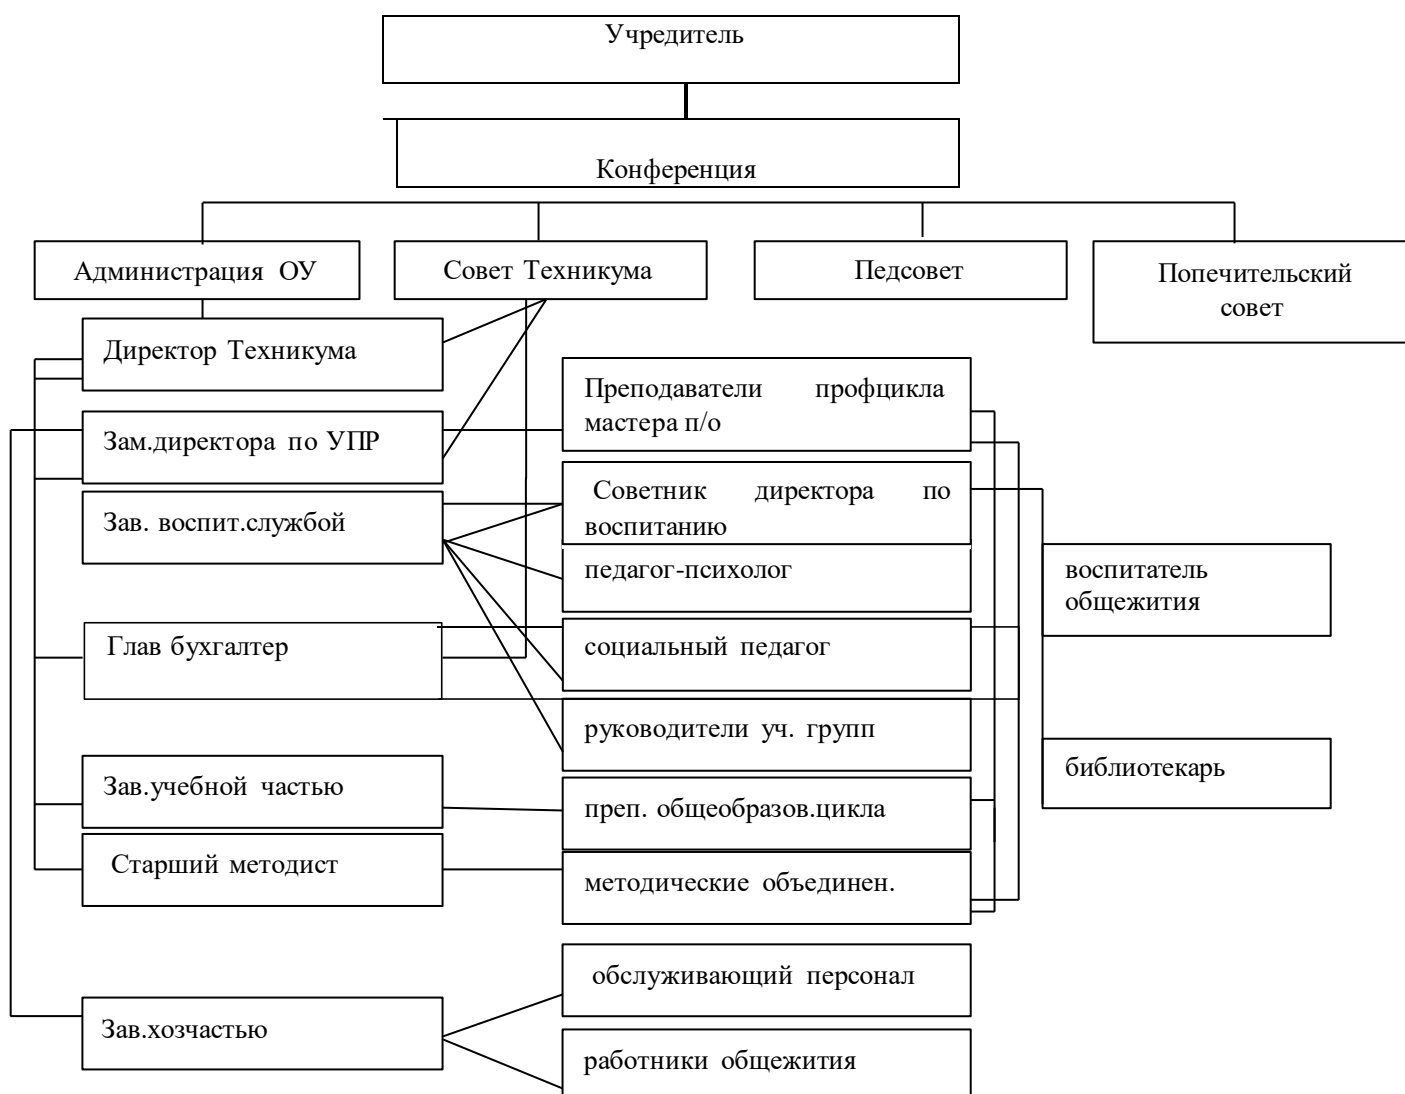 Учредитель
Конференция
Администрация ОУ
Совет Техникума
Педсовет
Попечительский
совет
Директор Техникума
Зам.директора по УПР
Зав. воспит.службой
Глав бухгалтер
Зав.учебной частью
Старший методист
Зав.хозчастью
Преподаватели профцикла
мастера п/о
Советник директора по
воспитанию
педагог-психолог
социальный педагог
руководители уч. групп
преп. общеобразов.цикла
методические объединен.
обслуживающий персонал
работники общежития
воспитатель
общежития
библиотекарь